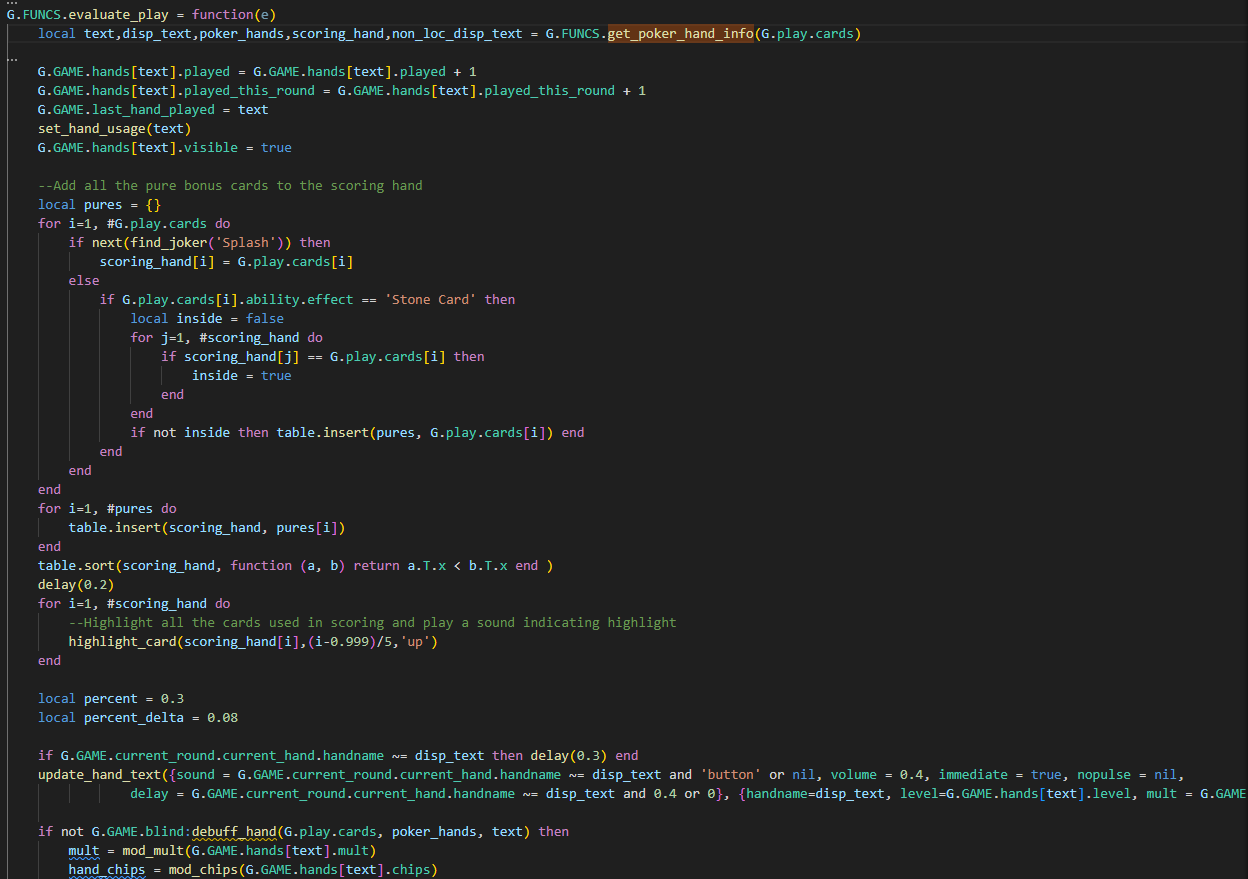 ...
G.FUNCS.evaluate_play = function(e)
local text,disp_text,poker_hands,scoring_hand,non_loc_disp_text = G.FUNCS.get_poker_hand_info(G.play.cards)
...
G.GAME.hands[text].played = G.GAME.hands[text].played + 1
G.GAME.hands[text].played_this_round = G.GAME.hands[text].played_this_round + 1
G.GAME.last_hand_played = text
set_hand_usage(text)
G.GAME.hands[text].visible = true
--Add all the pure bonus cards to the scoring hand
local pures = {}
for i=1, #G.play.cards do
if next(find_joker('Splash')) then
scoring_hand[i] = G.play.cards[i]
else
if G.play.cards[i].ability.effect == 'Stone Card' then
local inside = false
for j=1, #scoring_hand do
if scoring_hand[j] == G.play.cards[i] then
inside = true
end
end
if not inside then table.insert(pures, G.play.cards[i]) end
end
end
end
for i=1, #pures do
table.insert(scoring_hand, pures[i])
end
table.sort(scoring_hand, function (a, b) return a.T.x < b.T.x end )
delay(0.2)
for i=1, #scoring_hand do
--Highlight all the cards used in scoring and play a sound indicating highlight
highlight_card(scoring_hand[i],(i-0.999)/5,'up')
end
local percent = 0.3
local percent_delta = 0.08
if G.GAME.current_round.current_hand.handname ~= disp_text then delay(0.3) end
update_hand_text({sound = G.GAME.current_round.current_hand.handname ~= disp_text and 'button' or nil, volume = 0.4, immediate = true, nopulse = nil,
delay = G.GAME.current_round.current_hand.handname ~= disp_text and 0.4 or 0}, {handname=disp_text, level=G.GAME.hands[text].level, mult = G.GAME
if not G.GAME.blind:debuff_hand(G.play.cards, poker_hands, text) then
mult = mod_mult(G.GAME.hands[text].mult)
hand_chips = mod_chips(G.GAME.hands[text].chips)